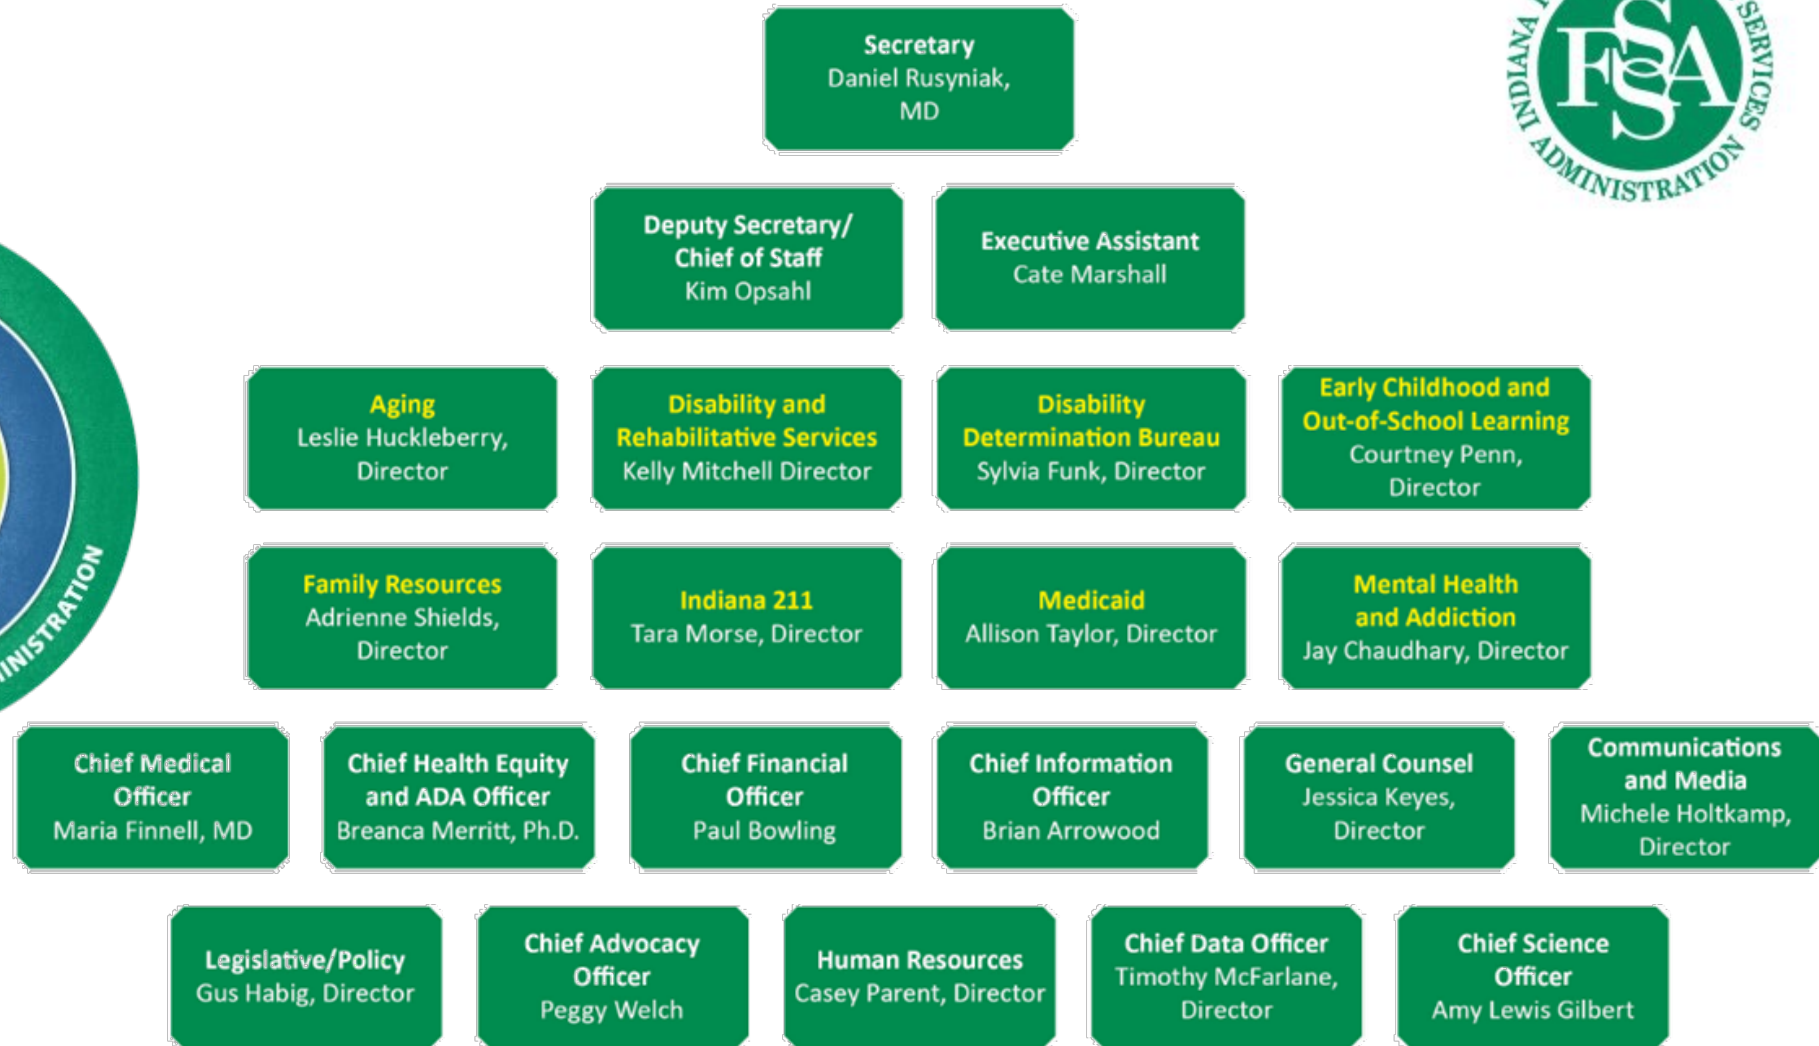 Secretary
Daniel Rusyniak,
MD
INDIANA
SERVICES
ADMINISTRATION
FSSA
Deputy Secretary/
Chief of Staff
Kim Opsahl
Executive Assistant
Cate Marshall
Aging
Leslie Huckleberry,
Director
Disability and
Rehabilitative Services
Kelly Mitchell Director
Disability
Determination Bureau
Sylvia Funk, Director
Early Childhood and
Out-of-School Learning
Courtney Penn,
Director
Family Resources
Adrienne Shields,
Director
Indiana 211
Tara Morse, Director
Medicaid
Allison Taylor, Director
Mental Health
and Addiction
Jay Chaudhary, Director
INISTRATION
Chief Medical
Officer
Maria Finnell, MD
Chief Health Equity
and ADA Officer
Breanca Merritt, Ph.D.
Chief Financial
Officer
Paul Bowling
Chief Information
Officer
Brian Arrowood
General Counsel
Jessica Keyes,
Director
Communications
and Media
Michele Holtkamp,
Director
Legislative/Policy
Gus Habig, Director
Chief Advocacy
Officer
Peggy Welch
Human Resources
Casey Parent, Director
Chief Data Officer
Timothy McFarlane,
Director
Chief Science
Officer
Amy Lewis Gilbert